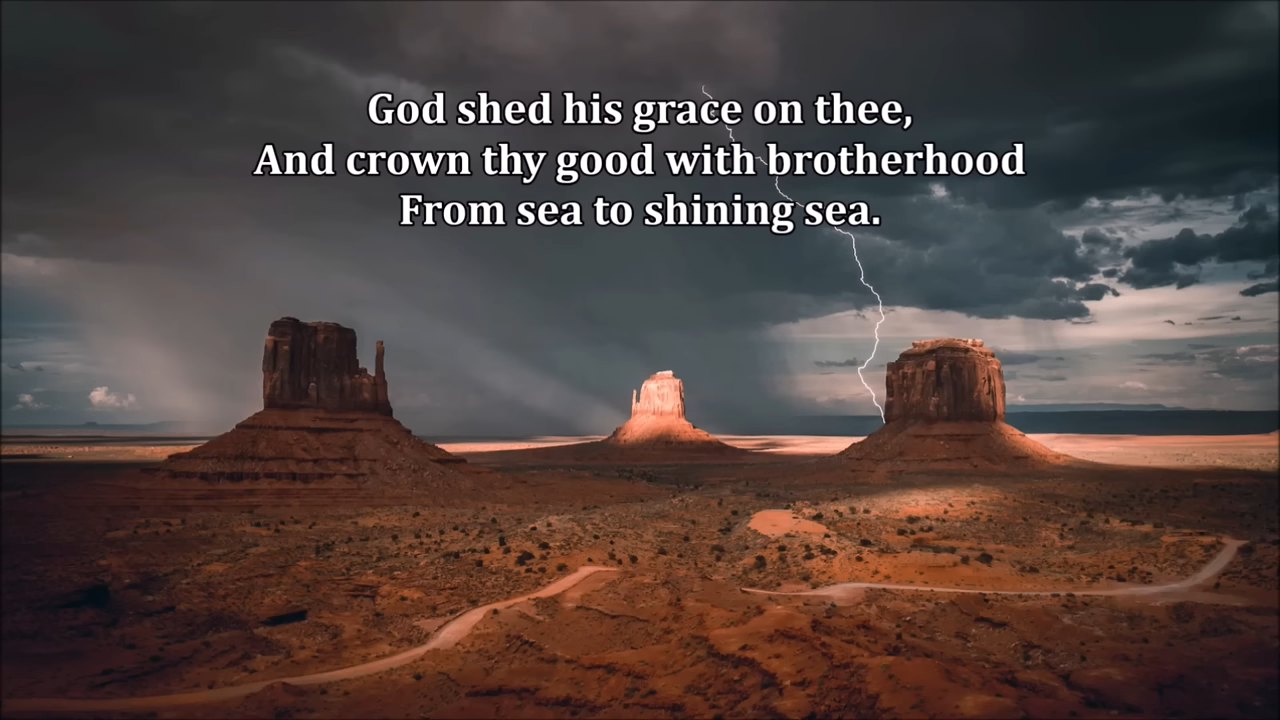 God shed his grace on thee,
And crown thy good with brotherhood
From sea to shining sea.